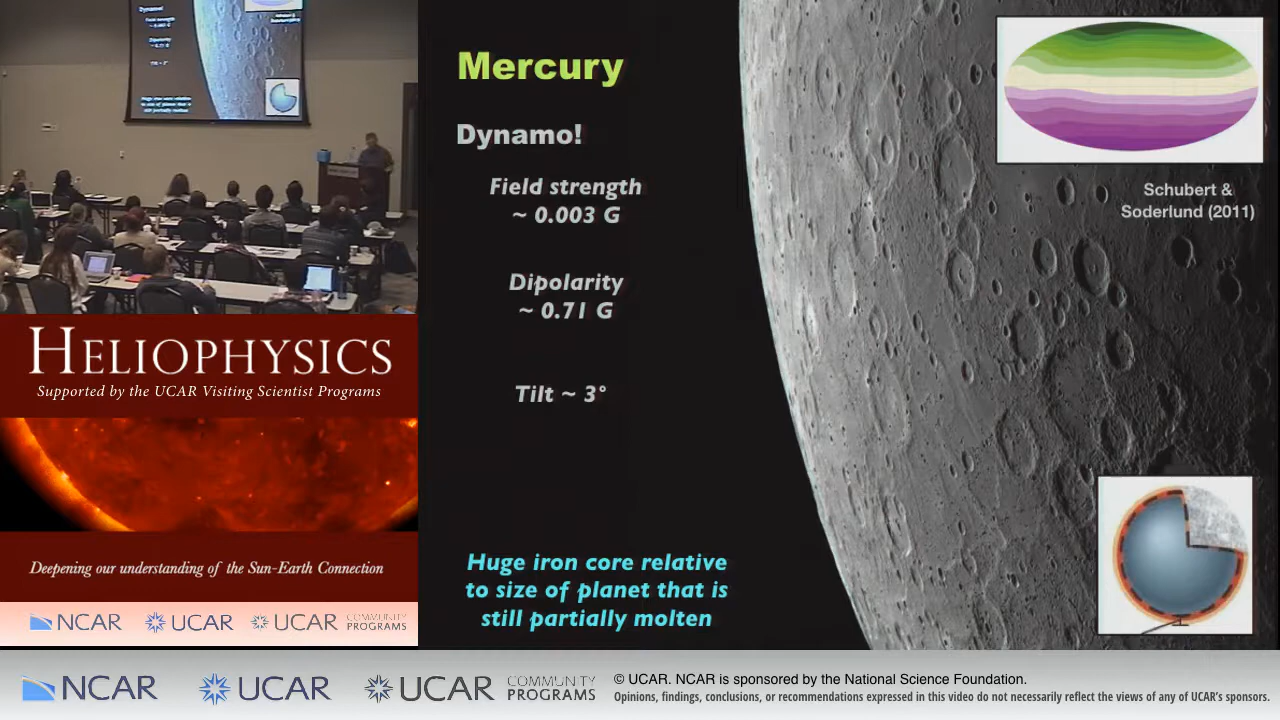 Mercury
Dynamo!
Field strength
~ 0.003 G
Dipolarity
~ 0.71 G
Tilt ~ 3°
Huge iron core relative
to size of planet that is
still partially molten
Schubert &
Soderlund (2011)
HELIOPHYSICS
Supported by the UCAR Visiting Scientist Programs
Deepening our understanding of the Sun-Earth Connection
NCAR
UCAR
UCAR
COMMUNITY
PROGRAMS
NCAR
UCAR
UCAR
COMMUNITY
PROGRAMS
© UCAR. NCAR is sponsored by the National Science Foundation.
Opinions, findings, conclusions, or recommendations expressed in this video do not necessarily reflect the views of any of UCAR's sponsors.